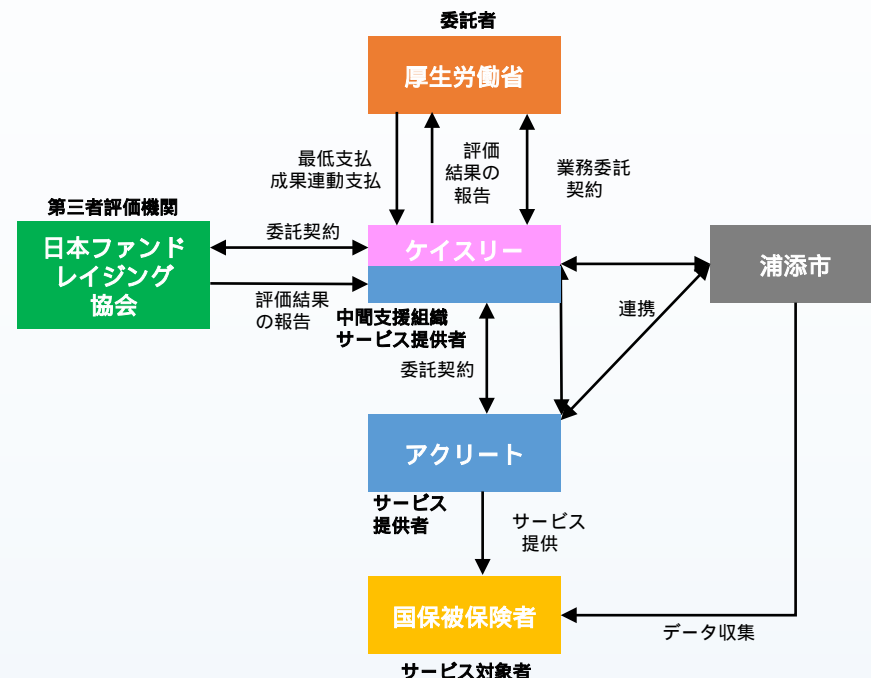 委託者
厚生労働省
最低支払
成果連動支払
評価
結果の
報告
業務委託
契約
第三者評価機関
日本ファンド
レイジング
協会
委託契約
評価結果
の報告
ケイスリー
中間支援組織
サービス提供者
浦添市
連携
委託契約
アクリート
サービス
提供者
サービス
提供
国保被保険者
データ収集
サービス対象者